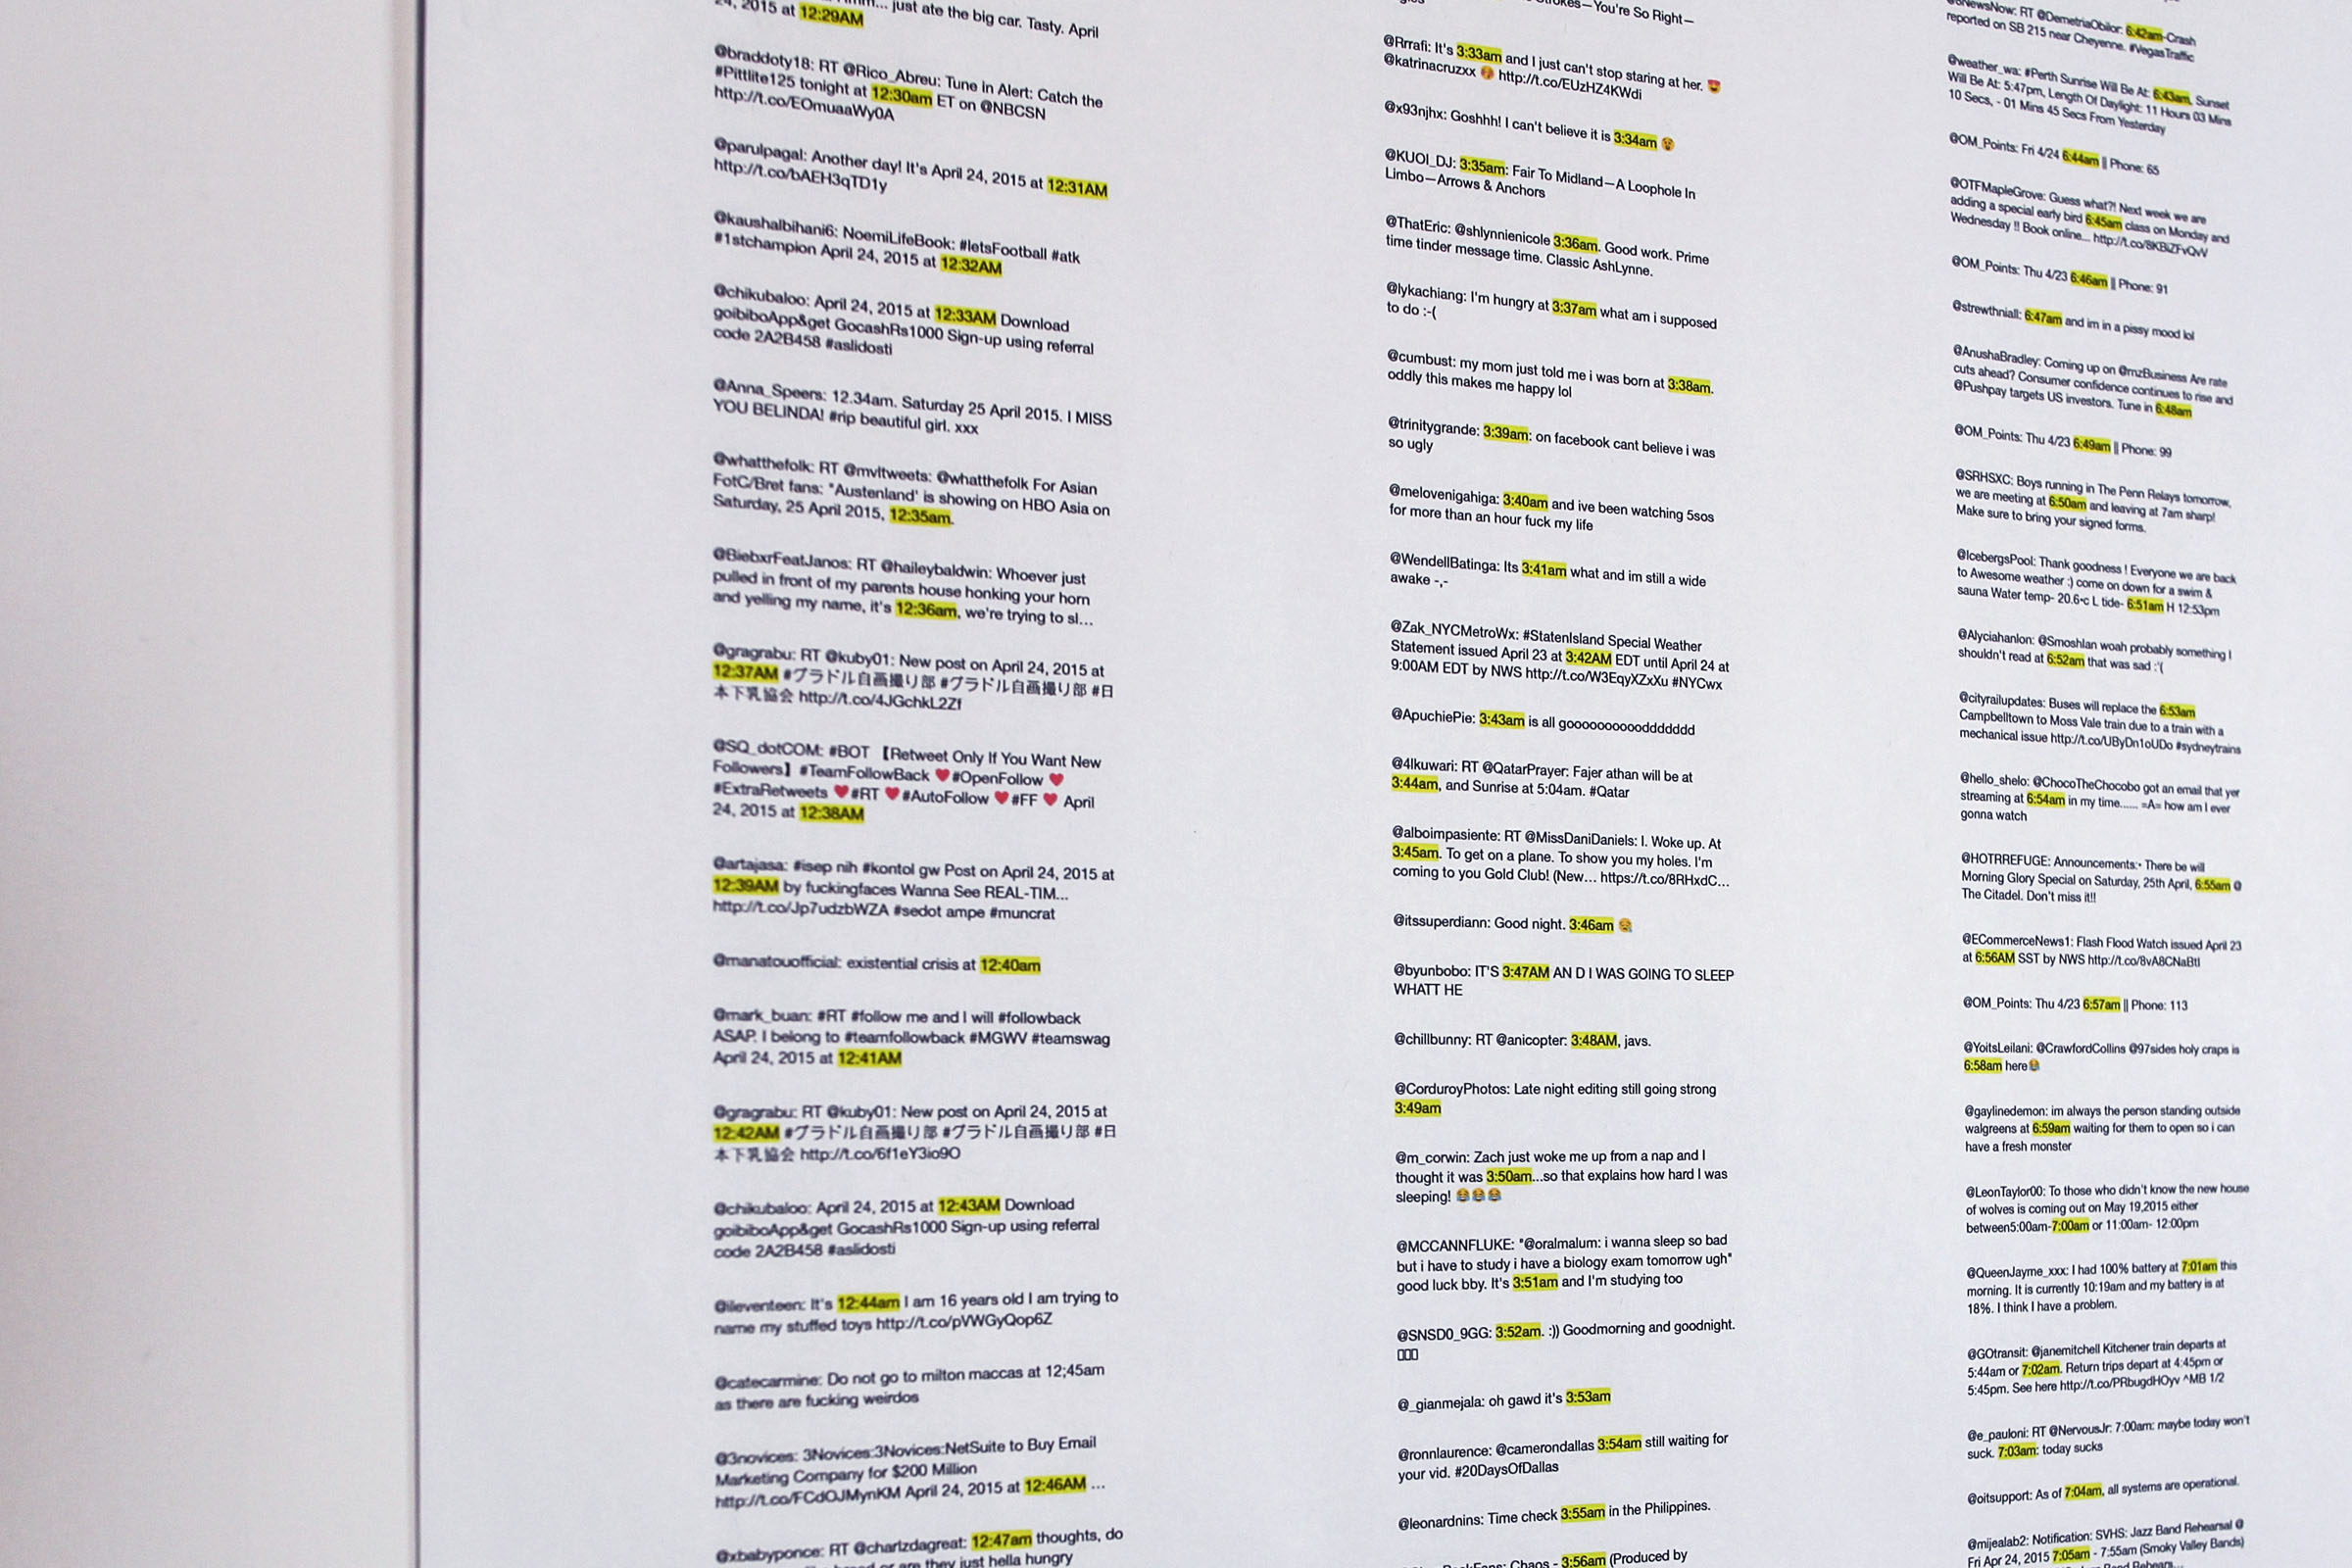 just ate the big car. Tasty. April
24, 2015 at 12:29AM
@braddoty18: RT @Rico_Abreu: Tune in Alert: Catch the
#Pittlite125 tonight at 12:30am ET on @NBCSN
http://t.co/EOmuaaWy0A
@parulpagal: Another day! It's April 24, 2015 at 12:31AM
http://t.co/bAEH3qTD1y
@kaushalbihani6: NoemiLifeBook: #letsFootball #atk
#1stchampion April 24, 2015 at 12:32AM
@chikubaloo: April 24, 2015 at 12:33AM Download
goibiboApp&get GocashRs1000 Sign-up using referral
code 2A2B458 #aslidosti
@Anna_Speers: 12.34am. Saturday 25 April 2015. I MISS
YOU BELINDA! #rip beautiful girl. xxx
@whatthefolk: RT @mvltweets: @whatthefolk For Asian
FotC/Bret fans: "Austenland' is showing on HBO Asia on
Saturday, 25 April 2015, 12:35am.
@BiebxrFeatJanos: RT @haileybaldwin: Whoever just
pulled in front of my parents house honking your horn
and yelling my name, it's 12:36am, we're trying to sl...
@gragrabu: RT @kuby01: New post on April 24, 2015 at
12:37AM #グラドル自画撮り部 #グラドル自画撮り部 #日
本下乳協会 http://t.co/4JGchkL2Zf
@SQ_dotCOM: #BOT 【Retweet Only If You Want New
Followers】#TeamFollowBack ❤#OpenFollow ❤
#ExtraRetweets ❤#RT ❤#AutoFollow ❤#FF ❤ April
24, 2015 at 12:38AM
@artajasa: #isep nih #kontol gw Post on April 24, 2015 at
12:39AM by fuckingfaces Wanna See REAL-TIM...
http://t.co/Jp7udzbWZA #sedot ampe #muncrat
@manatouofficial: existential crisis at 12:40am
@mark_buan: #RT #follow me and I will #followback
ASAP. I belong to #teamfollowback #MGWV #teamswag
April 24, 2015 at 12:41AM
@gragrabu: RT @kuby01: New post on April 24, 2015 at
12:42AM #グラドル自画撮り部 #グラドル自画撮り部 #日
本下乳協会 http://t.co/6f1eY3io9O
@chikubaloo: April 24, 2015 at 12:43AM Download
goibiboApp&get GocashRs1000 Sign-up using referral
code 2A2B458 #aslidosti
@ileventeen: It's 12:44am I am 16 years old I am trying to
name my stuffed toys http://t.co/pVWGyQop6Z
@catecarmine: Do not go to milton maccas at 12;45am
as there are fucking weirdos
@3novices: 3Novices:3Novices:NetSuite to Buy Email
Marketing Company for $200 Million
http://t.co/FCdOJMynKM April 24, 2015 at 12:46AM ...
@xbabyponce: RT @charlzdagreat: 12:47am thoughts, do
or are they just hella hungry
Strokes—You're So Right—
@Rrrafi: It's 3:33am and I just can't stop staring at her. 😍
@katrinacruzxx http://t.co/EUzHZ4KWdi
@x93njhx: Goshhh! I can't believe it is 3:34am 😲
@KUOI_DJ: 3:35am: Fair To Midland—A Loophole In
Limbo—Arrows & Anchors
@ThatEric: @shlynnienicole 3:36am. Good work. Prime
time tinder message time. Classic AshLynne.
@lykachiang: I'm hungry at 3:37am what am i supposed
to do :-(
@cumbust: my mom just told me i was born at 3:38am.
oddly this makes me happy lol
@trinitygrande: 3:39am: on facebook cant believe i was
so ugly
@melovenigahiga: 3:40am and ive been watching 5sos
for more than an hour fuck my life
@WendellBatinga: Its 3:41am what and im still a wide
awake -,-
@Zak_NYCMetroWx: #StatenIsland Special Weather
Statement issued April 23 at 3:42AM EDT until April 24 at
9:00AM EDT by NWS http://t.co/W3EqyXZxXu #NYCwx
@ApuchiePie: 3:43am is all goooooooooodddddddd
@4lkuwari: RT @QatarPrayer: Fajer athan will be at
3:44am, and Sunrise at 5:04am. #Qatar
@alboimpasiente: RT @MissDaniDaniels: I. Woke up. At
3:45am. To get on a plane. To show you my holes. I'm
coming to you Gold Club! (New... https://t.co/8RHxdC...
@itssuperdiann: Good night. 3:46am 😪
@byunbobo: IT'S 3:47AM AN D I WAS GOING TO SLEEP
WHATT HE
@chillbunny: RT @anicopter: 3:48AM, javs.
@CorduroyPhotos: Late night editing still going strong
3:49am
@m_corwin: Zach just woke me up from a nap and I
thought it was 3:50am...so that explains how hard I was
sleeping! 😂😂😂
@MCCANNFLUKE: "@oralmalum: i wanna sleep so bad
but i have to study i have a biology exam tomorrow ugh"
good luck bby. It's 3:51am and I'm studying too
@SNSD0_9GG: 3:52am. :)) Goodmorning and goodnight.
▯▯▯
@_gianmejala: oh gawd it's 3:53am
@ronnlaurence: @camerondallas 3:54am still waiting for
your vid. #20DaysOfDallas
@leonardnins: Time check 3:55am in the Philippines.
Chaos - 3:56am (Produced by
RT @DemetriaObilor: 6:42am-Crash
reported on SB 215 near Cheyenne. #VegasTraffic
@weather_wa: #Perth Sunrise Will Be At: 6:43am, Sunset
Will Be At: 5:47pm, Length Of Daylight: 11 Hours 03 Mins
10 Secs, - 01 Mins 45 Secs From Yesterday
@OM_Points: Fri 4/24 6:44am || Phone: 65
@OTFMapleGrove: Guess what?! Next week we are
adding a special early bird 6:45am class on Monday and
Wednesday !! Book online... http://t.co/8KBiZFvQvW
@OM_Points: Thu 4/23 6:46am || Phone: 91
@strewthniall: 6:47am and im in a pissy mood lol
@AnushaBradley: Coming up on @rnzBusiness Are rate
cuts ahead? Consumer confidence continues to rise and
@Pushpay targets US investors. Tune in 6:48am
@OM_Points: Thu 4/23 6:49am || Phone: 99
@SRHSXC: Boys running in The Penn Relays tomorrow,
we are meeting at 6:50am and leaving at 7am sharp!
Make sure to bring your signed forms.
@IcebergsPool: Thank goodness ! Everyone we are back
to Awesome weather :) come on down for a swim &
sauna Water temp- 20.6•c L tide- 6:51am H 12:53pm
@Alyciahanlon: @Smoshlan woah probably something I
shouldn't read at 6:52am that was sad :'(
@cityrailupdates: Buses will replace the 6:53am
Campbelltown to Moss Vale train due to a train with a
mechanical issue http://t.co/UByDn1oUDo #sydneytrains
@hello_shelo: @ChocoTheChocobo got an email that yer
streaming at 6:54am in my time...... =A= how am I ever
gonna watch
@HOTRREFUGE: Announcements:• There be will
Morning Glory Special on Saturday, 25th April, 6:55am @
The Citadel. Don't miss it!!
@ECommerceNews1: Flash Flood Watch issued April 23
at 6:56AM SST by NWS http://t.co/8vA8CNaBtl
@OM_Points: Thu 4/23 6:57am || Phone: 113
@YoitsLeilani: @CrawfordCollins @97sides holy craps is
6:58am here😂
@gaylinedemon: im always the person standing outside
walgreens at 6:59am waiting for them to open so i can
have a fresh monster
@LeonTaylor00: To those who didn't know the new house
of wolves is coming out on May 19,2015 either
between5:00am-7:00am or 11:00am- 12:00pm
@QueenJayme_xxx: I had 100% battery at 7:01am this
morning. It is currently 10:19am and my battery is at
18%. I think I have a problem.
@GOtransit: @janemitchell Kitchener train departs at
5:44am or 7:02am. Return trips depart at 4:45pm or
5:45pm. See here http://t.co/PRbugdHOyv ^MB 1/2
@e_pauloni: RT @NervousJr: 7:00am: maybe today won't
suck. 7:03am: today sucks
@oitsupport: As of 7:04am, all systems are operational.
@mijealab2: Notification: SVHS: Jazz Band Rehearsal @
Fri Apr 24, 2015 7:05am - 7:55am (Smoky Valley Bands)